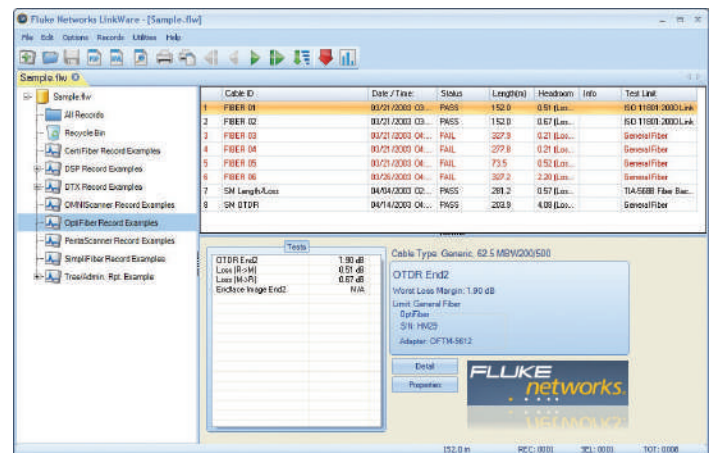 Fluke Networks LinkWare - [Sample.flw]
File Edit Options Records Utilities Help
Sample.flw
Sample.flw
All Records
Recycle Bin
CertiFiber Record Examples
DSP Record Examples
DTX Record Examples
OMNIScanner Record Examples
OptiFiber Record Examples
PentaScanner Record Examples
SimpliFiber Record Examples
Tree/Admin. Rpt. Example
Cable ID Date / Time: Status Length(m) Headroom Info Test Limit
1 FIBER 01 03/21/2003 03... PASS 152.0 0.51 (Los... ISO 11801:2000 Link
2 FIBER 02 03/21/2003 03... PASS 152.0 0.67 (Los... ISO 11801:2000 Link
3 FIBER 03 03/21/2003 04:... FAIL 327.9 0.21 (Los... General Fiber
4 FIBER 04 03/21/2003 04:... FAIL 277.8 0.21 (Los... General Fiber
5 FIBER 05 03/21/2003 04:... FAIL 73.5 0.52 (Los... General Fiber
6 FIBER 06 03/26/2003 04:... FAIL 327.2 2.20 (Los... General Fiber
7 SM Length/Loss 04/04/2003 02:... PASS 281.2 0.57 (Los... TIA-568B Fiber Bac...
8 SM OTDR 04/14/2003 04:... PASS 203.9 4.08 (Los... General Fiber
Tests
OTDR End2 1.90 dB
Loss (R->M) 0.51 dB
Loss (M->R) 0.67 dB
Endface Image End2 N/A
Cable Type: Generic, 62.5 MBW200/500
OTDR End2
Worst Loss Margin: 1.90 dB
Limit: General Fiber
OptiFiber
S/N: HM29
Adapter: OFTM-5612
Detail
Properties
FLUKE
networks.
152.0 m REC: 0001 SEL: 0001 TOT: 0008